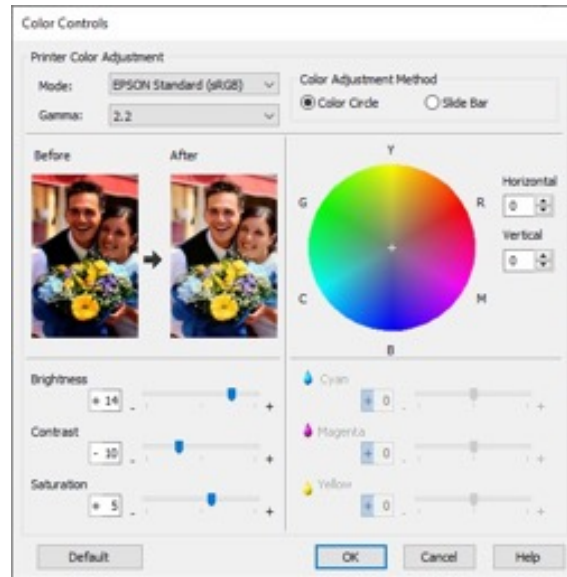 Color Controls
Printer Color Adjustment
Mode: EPSON Standard (sRGB)
Gamma: 2.2
Color Adjustment Method
Color Circle Slide Bar
Before After
Y
G R
C M
B
Horizontal
0
Vertical
0
Brightness
+ 14 - +
Contrast
- 10 - +
Saturation
+ 5 - +
Cyan
+ 0 - +
Magenta
+ 0 - +
Yellow
+ 0 - +
Default OK Cancel Help